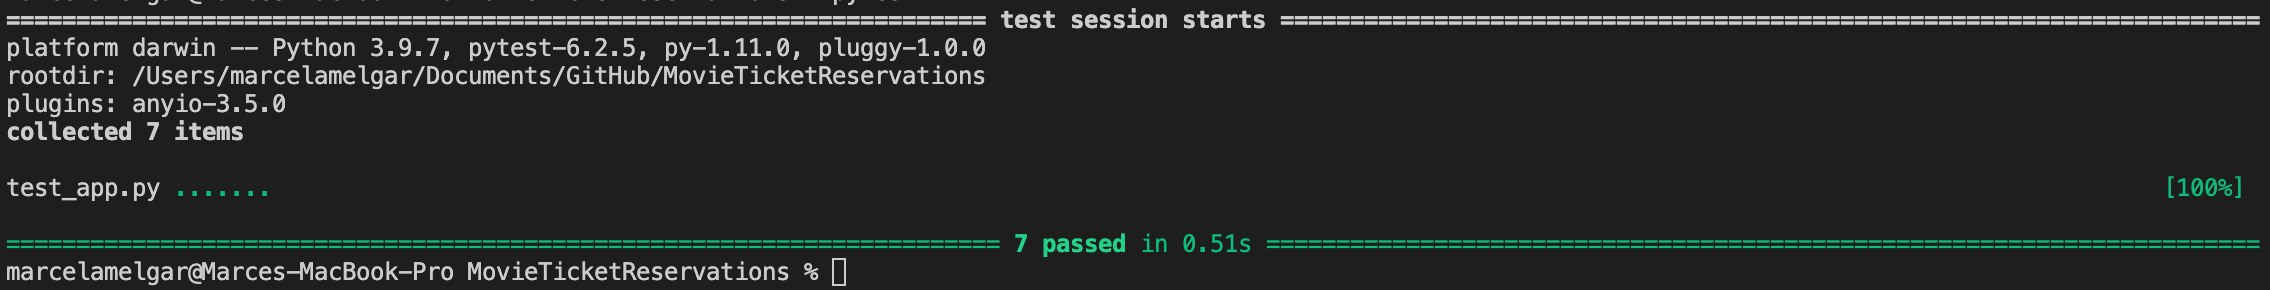 ============================================================================ test session starts ============================================================================
platform darwin -- Python 3.9.7, pytest-6.2.5, py-1.11.0, pluggy-1.0.0
rootdir: /Users/marcelamelgar/Documents/GitHub/MovieTicketReservations
plugins: anyio-3.5.0
collected 7 items
test_app.py ....... [100%]
============================================================================= 7 passed in 0.51s =============================================================================
marcelamelgar@Marces-MacBook-Pro MovieTicketReservations %